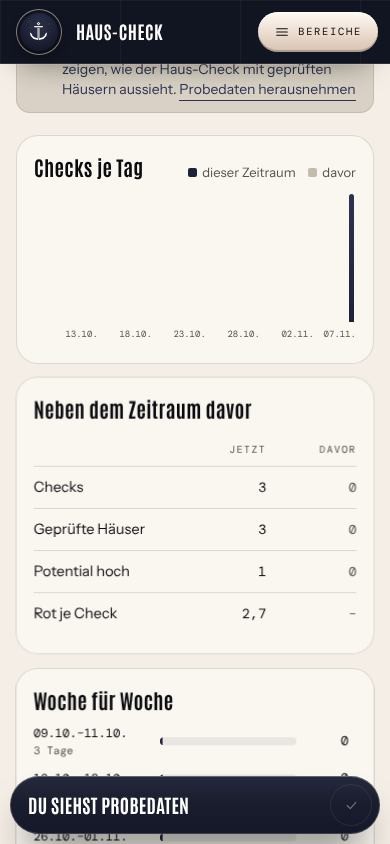 HAUS-CHECK
BEREICHE
zeigen, wie der Haus-Check mit geprüften
Häusern aussieht. Probedaten herausnehmen
Checks je Tag
dieser Zeitraum davor
13.10. 18.10. 23.10. 28.10. 02.11. 07.11.
Neben dem Zeitraum davor
JETZT DAVOR
Checks 3 0
Geprüfte Häuser 3 0
Potential hoch 1 0
Rot je Check 2,7 –
Woche für Woche
09.10.–11.10. 0
3 Tage
DU SIEHST PROBEDATEN
26.10.–01.11. 0